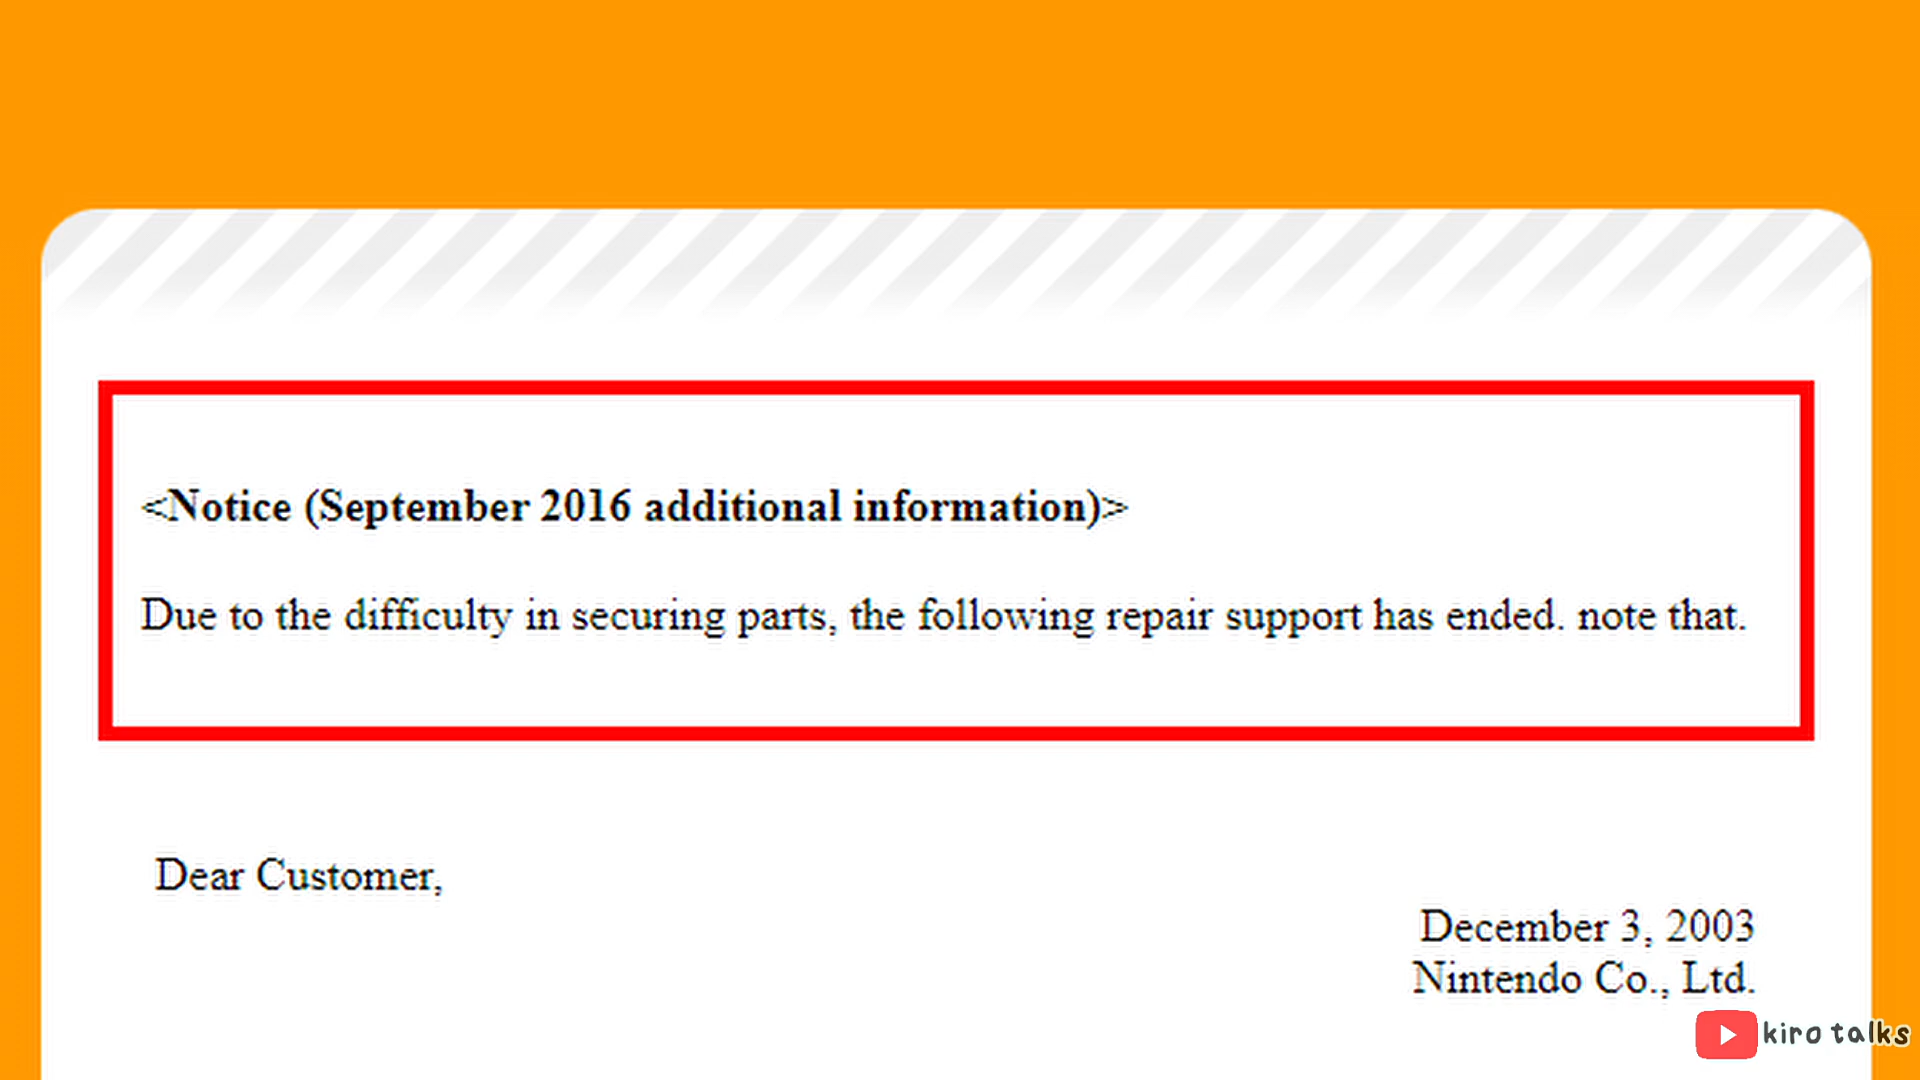 <Notice (September 2016 additional information)>
Due to the difficulty in securing parts, the following repair support has ended. note that.
Dear Customer,
December 3, 2003
Nintendo Co., Ltd.
kiro talks